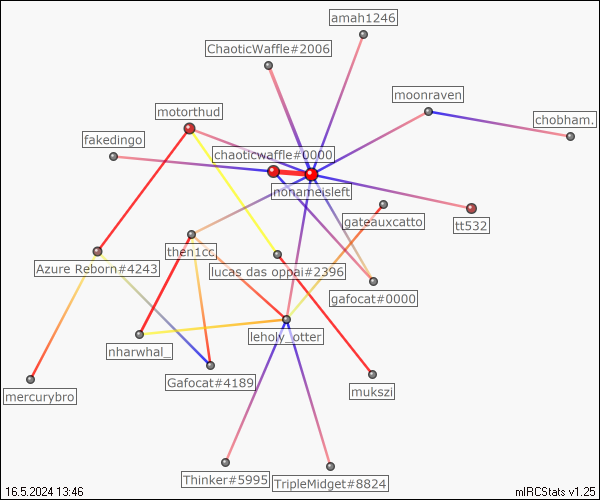 amah1246
ChaoticWaffle#2006
moonraven
motorthud
chobham.
fakedingo
chaoticwaffle#0000
nonameisleft
gateauxcatto
tt532
then1cc
Azure Reborn#4243
lucas das oppai#2396
gafocat#0000
leholy_otter
nharwhal_
Gafocat#4189
mukszi
mercurybro
Thinker#5995
TripleMidget#8824
16.5.2024 13:46
mIRCStats v1.25